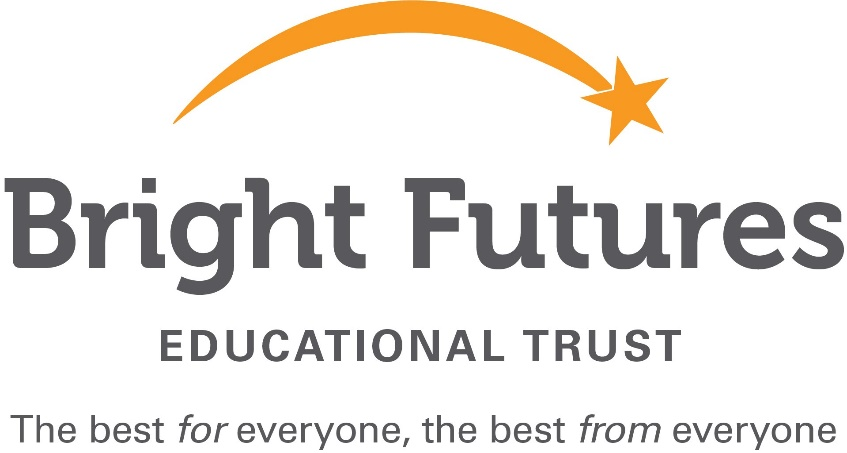 Bright Futures
EDUCATIONAL TRUST
The best for everyone, the best from everyone